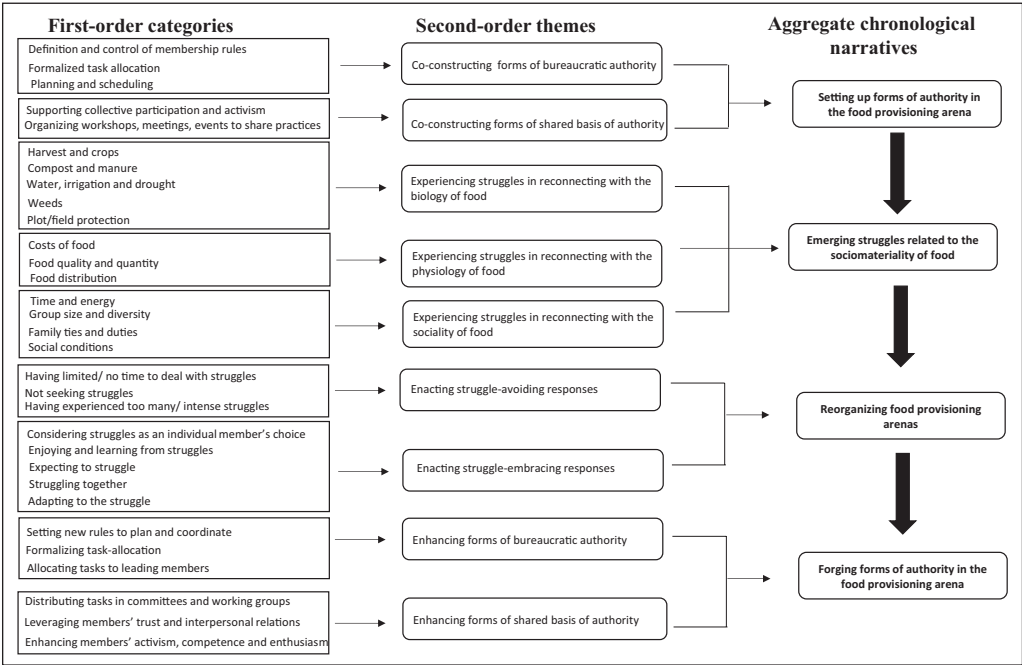 First-order categories
Definition and control of membership rules
Formalized task allocation
Planning and scheduling
Supporting collective participation and activism
Organizing workshops, meetings, events to share practices
Harvest and crops
Compost and manure
Water, irrigation and drought
Weeds
Plot/field protection
Costs of food
Food quality and quantity
Food distribution
Time and energy
Group size and diversity
Family ties and duties
Social conditions
Having limited/ no time to deal with struggles
Not seeking struggles
Having experienced too many/ intense struggles
Considering struggles as an individual member's choice
Enjoying and learning from struggles
Expecting to struggle
Struggling together
Adapting to the struggle
Setting new rules to plan and coordinate
Formalizing task-allocation
Allocating tasks to leading members
Distributing tasks in committees and working groups
Leveraging members' trust and interpersonal relations
Enhancing members' activism, competence and enthusiasm
Second-order themes
Co-constructing forms of bureaucratic authority
Co-constructing forms of shared basis of authority
Experiencing struggles in reconnecting with the
biology of food
Experiencing struggles in reconnecting with the
physiology of food
Experiencing struggles in reconnecting with the
sociality of food
Enacting struggle-avoiding responses
Enacting struggle-embracing responses
Enhancing forms of bureaucratic authority
Enhancing forms of shared basis of authority
Aggregate chronological
narratives
Setting up forms of authority in
the food provisioning arena
Emerging struggles related to the
sociomateriality of food
Reorganizing food provisioning
arenas
Forging forms of authority in the
food provisioning arena